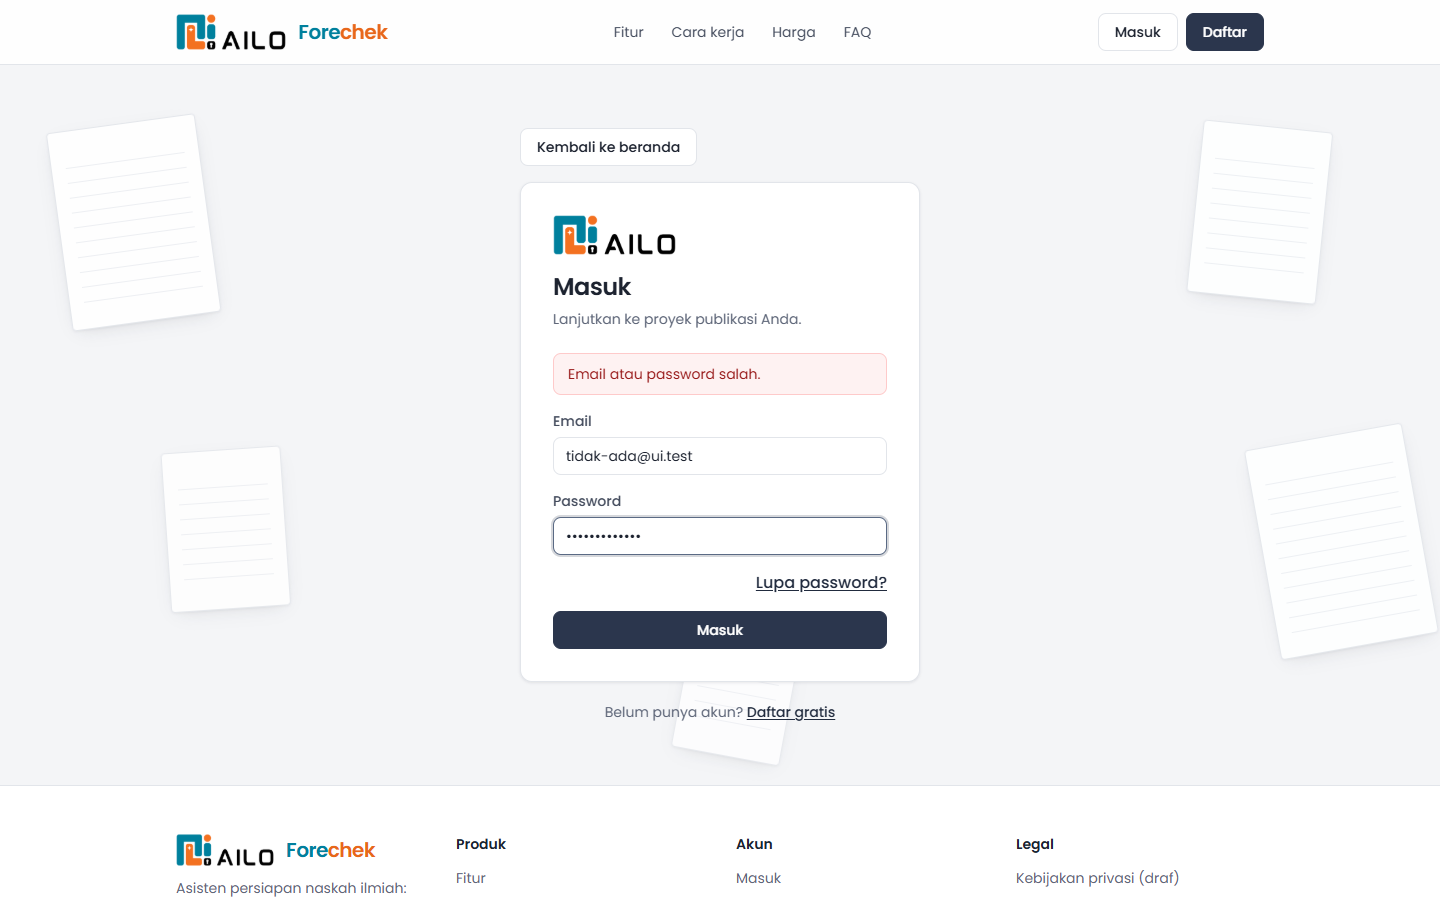 AILO Forechek
Fitur
Cara kerja
Harga
FAQ
Masuk
Daftar
Kembali ke beranda
AILO
Masuk
Lanjutkan ke proyek publikasi Anda.
Email atau password salah.
Email
tidak-ada@ui.test
Password
•••••••••••••
Lupa password?
Masuk
Belum punya akun? Daftar gratis
AILO Forechek
Asisten persiapan naskah ilmiah:
Produk
Fitur
Akun
Masuk
Legal
Kebijakan privasi (draf)